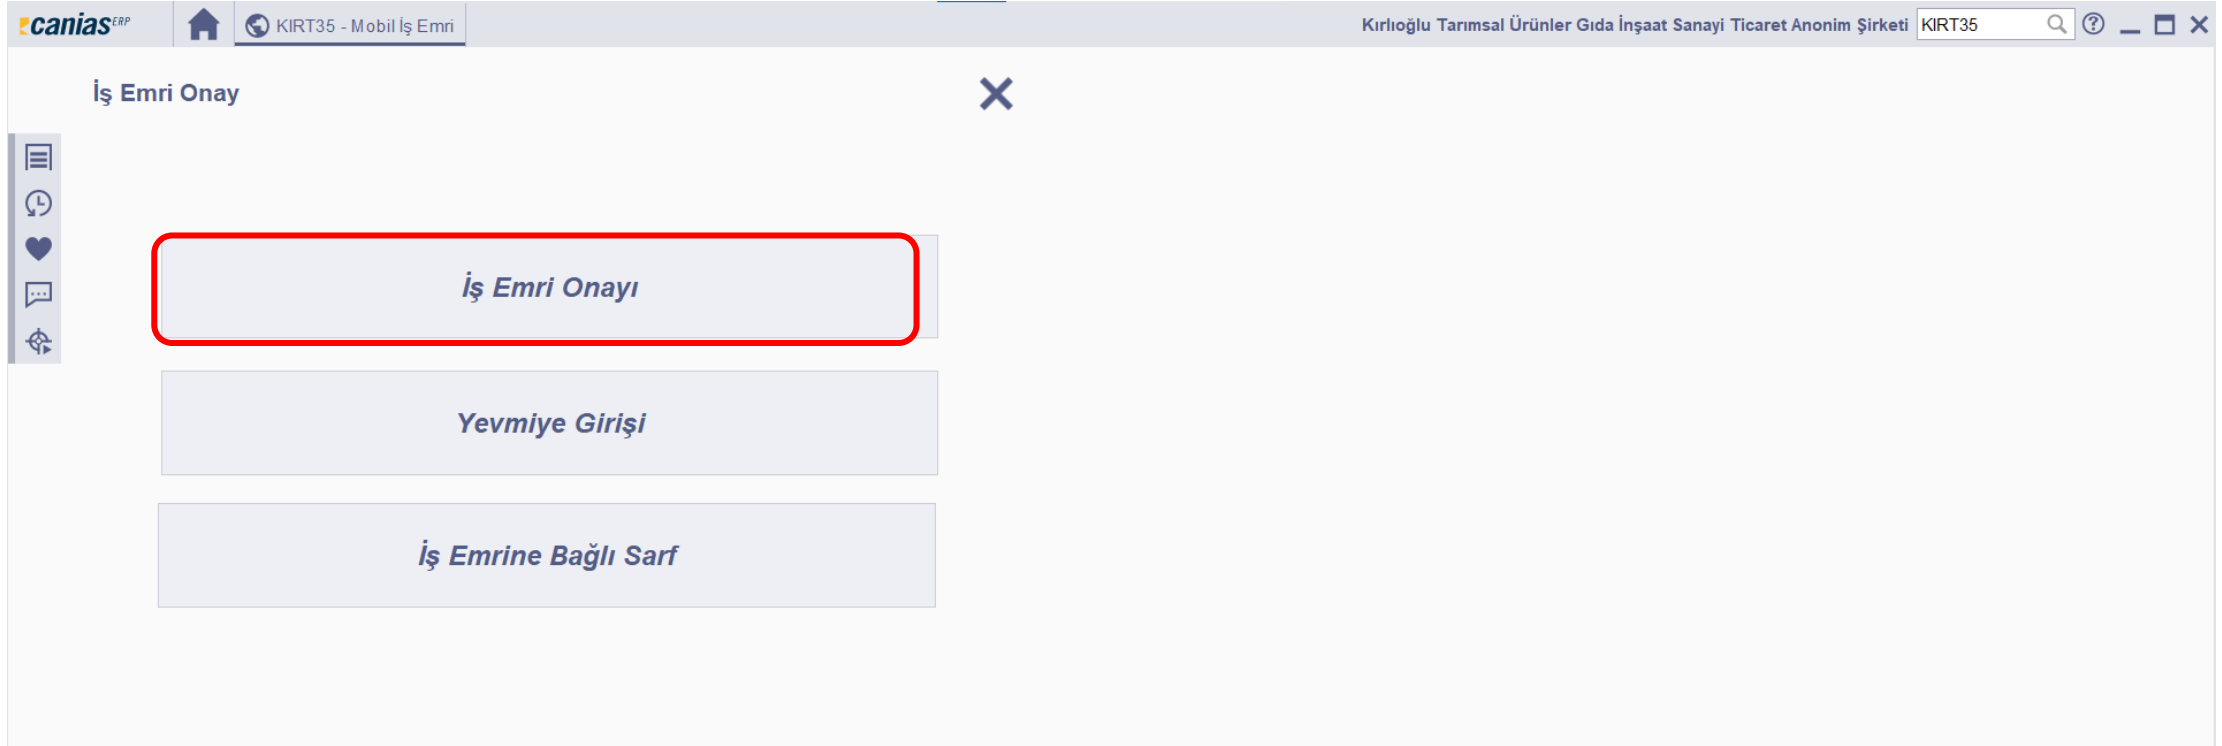 canias ERP
KIRT35 - Mobil İş Emri
Kırlıoğlu Tarımsal Ürünler Gıda İnşaat Sanayi Ticaret Anonim Şirketi
KIRT35
İş Emri Onay
İş Emri Onayı
Yevmiye Girişi
İş Emrine Bağlı Sarf